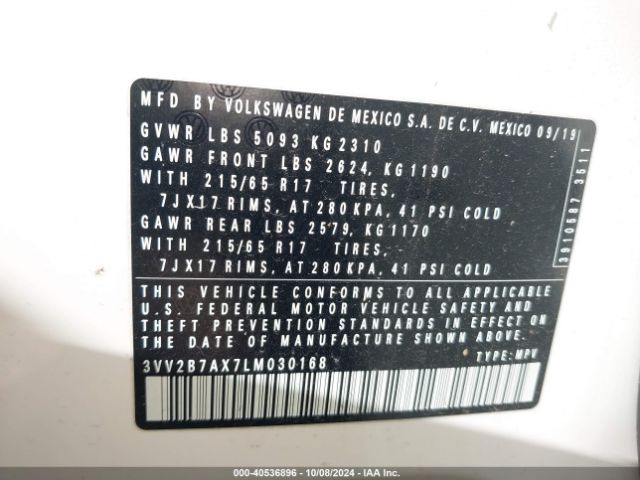 MFD BY VOLKSWAGEN DE MEXICO S.A. DE C.V. MEXICO 09/19
GVWR LBS 5093 KG 2310
GAWR FRONT LBS 2624, KG 1190
WITH 215/65 R17 TIRES,
7JX17 RIMS, AT 280 KPA, 41 PSI COLD
GAWR REAR LBS 2579, KG 1170
WITH 215/65 R17 TIRES,
7JX17 RIMS, AT 280 KPA, 41 PSI COLD
THIS VEHICLE CONFORMS TO ALL APPLICABLE
U.S. FEDERAL MOTOR VEHICLE SAFETY AND
THEFT PREVENTION STANDARDS IN EFFECT ON
THE DATE OF MANUFACTURE SHOWN ABOVE.
3VV2B7AX7LM030168 TYPE: MPV
3910587 3511
000-40536896 - 10/08/2024 - IAA Inc.